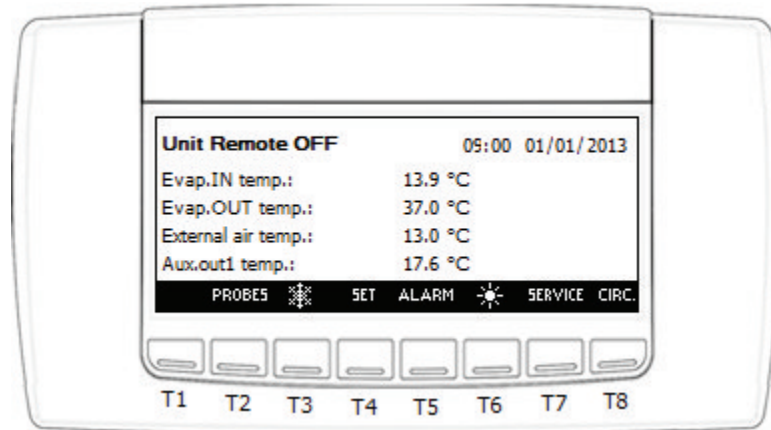 Unit Remote OFF 09:00 01/01/2013
Evap.IN temp.: 13.9 °C
Evap.OUT temp.: 37.0 °C
External air temp.: 13.0 °C
Aux.out1 temp.: 17.6 °C
PROBES SET ALARM SERVICE CIRC.
T1 T2 T3 T4 T5 T6 T7 T8